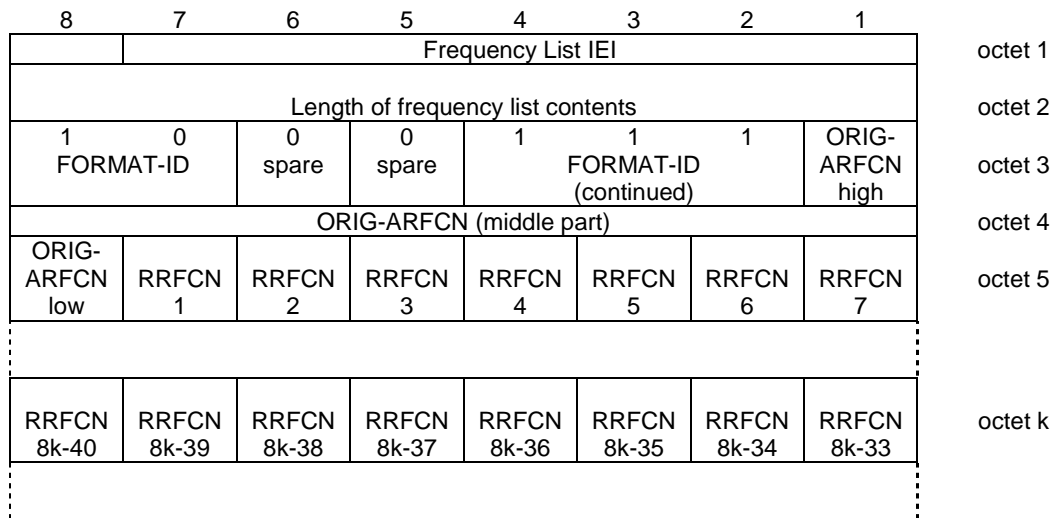 8 7 6 5 4 3 2 1
Frequency List IEI octet 1
Length of frequency list contents octet 2
1 0 0 0 1 1 1 ORIG-
FORMAT-ID spare spare FORMAT-ID ARFCN octet 3
(continued) high
ORIG-ARFCN (middle part) octet 4
ORIG-
ARFCN RRFCN RRFCN RRFCN RRFCN RRFCN RRFCN RRFCN octet 5
low 1 2 3 4 5 6 7
RRFCN RRFCN RRFCN RRFCN RRFCN RRFCN RRFCN RRFCN octet k
8k-40 8k-39 8k-38 8k-37 8k-36 8k-35 8k-34 8k-33